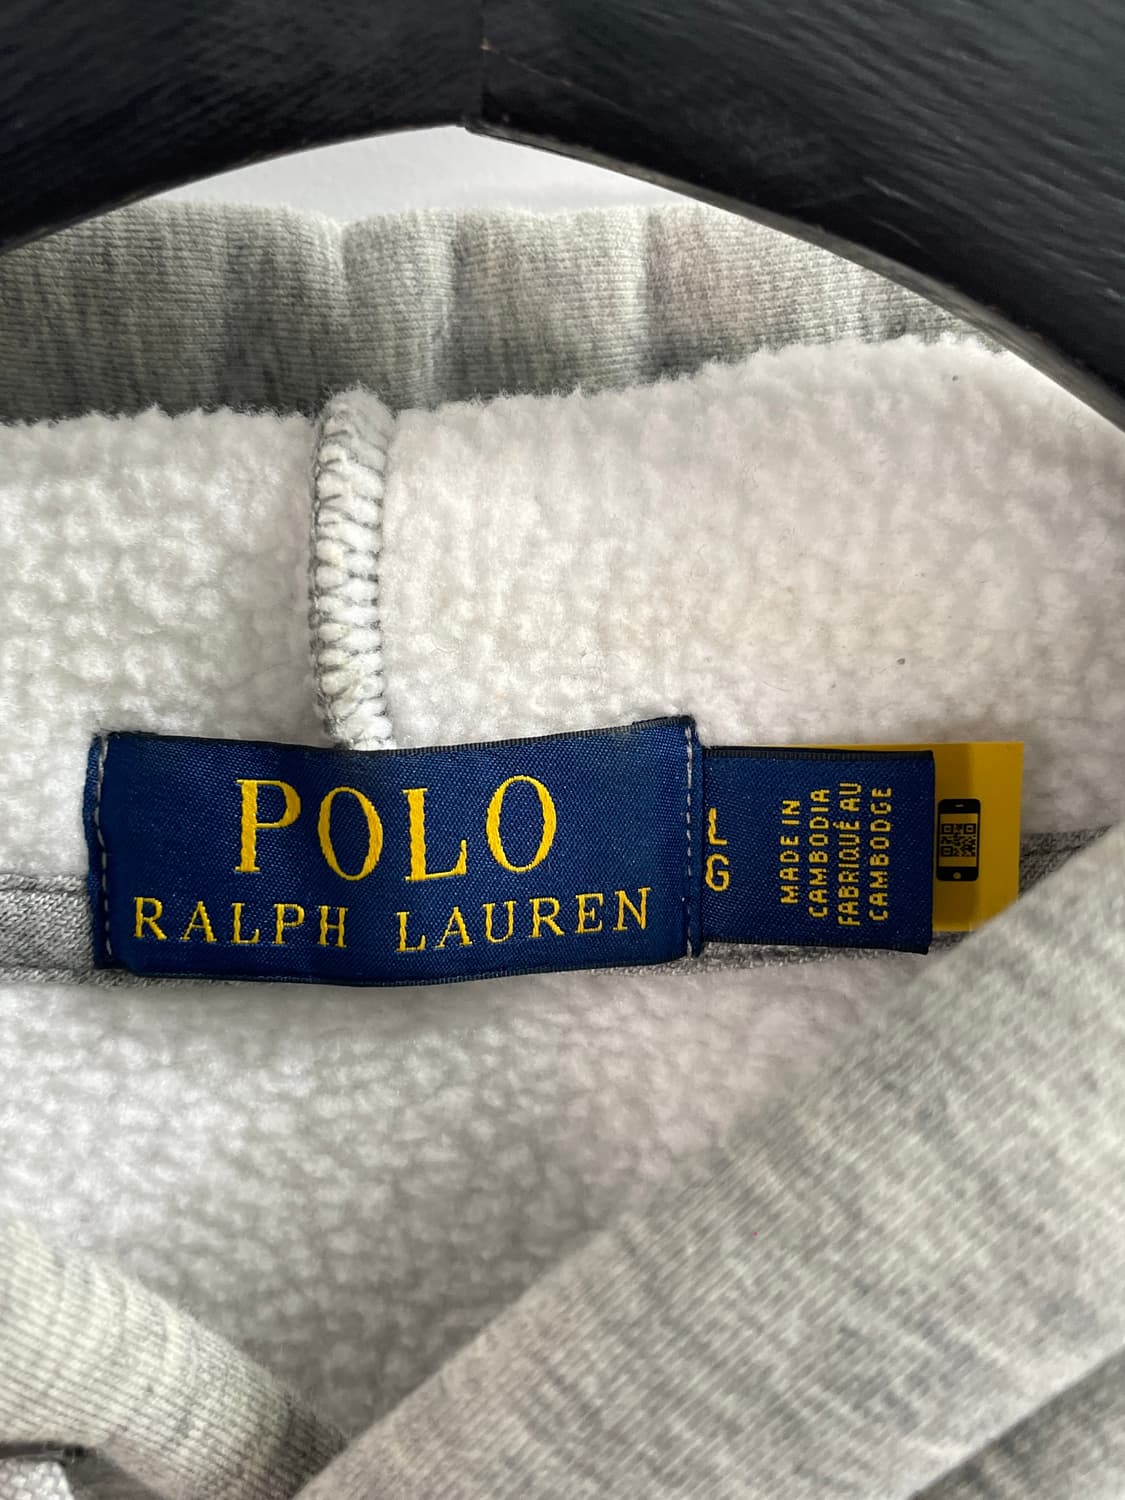 POLO
RALPH LAUREN
L
G
MADE IN
CAMBODIA
FABRIQUÉ AU
CAMBODGE